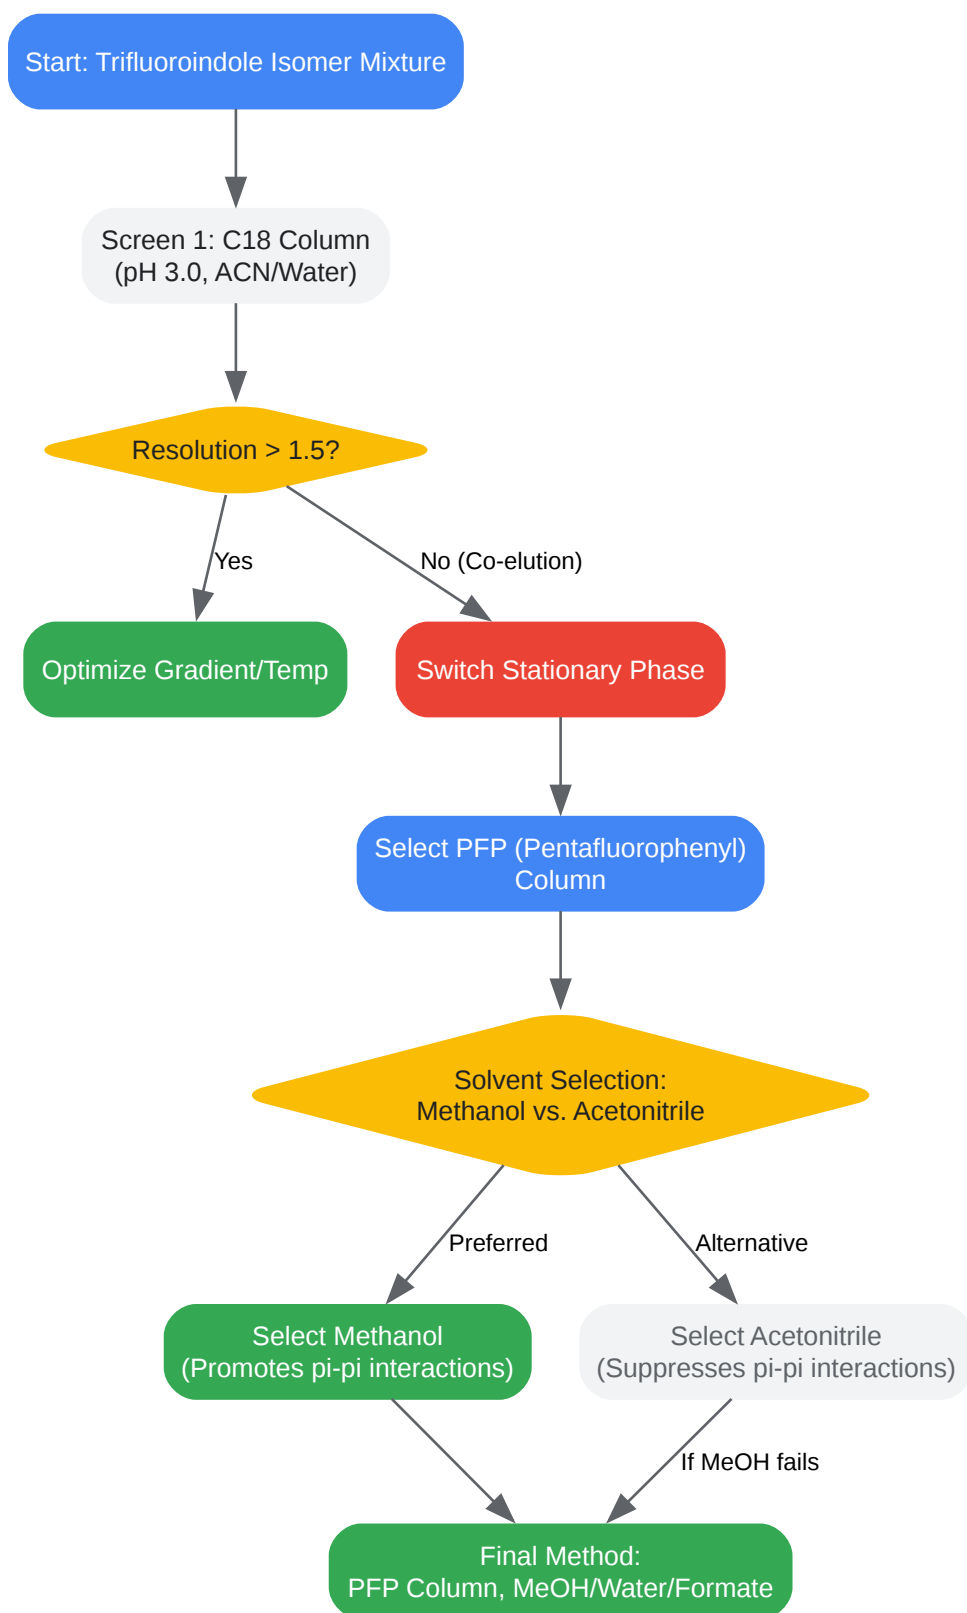 Start: Trifluoroindole Isomer Mixture
Screen 1: C18 Column
(pH 3.0, ACN/Water)
Resolution > 1.5?
Yes
No (Co-elution)
Optimize Gradient/Temp
Switch Stationary Phase
Select PFP (Pentafluorophenyl)
Column
Solvent Selection:
Methanol vs. Acetonitrile
Preferred
Alternative
Select Methanol
(Promotes pi-pi interactions)
Select Acetonitrile
(Suppresses pi-pi interactions)
If MeOH fails
Final Method:
PFP Column, MeOH/Water/Formate